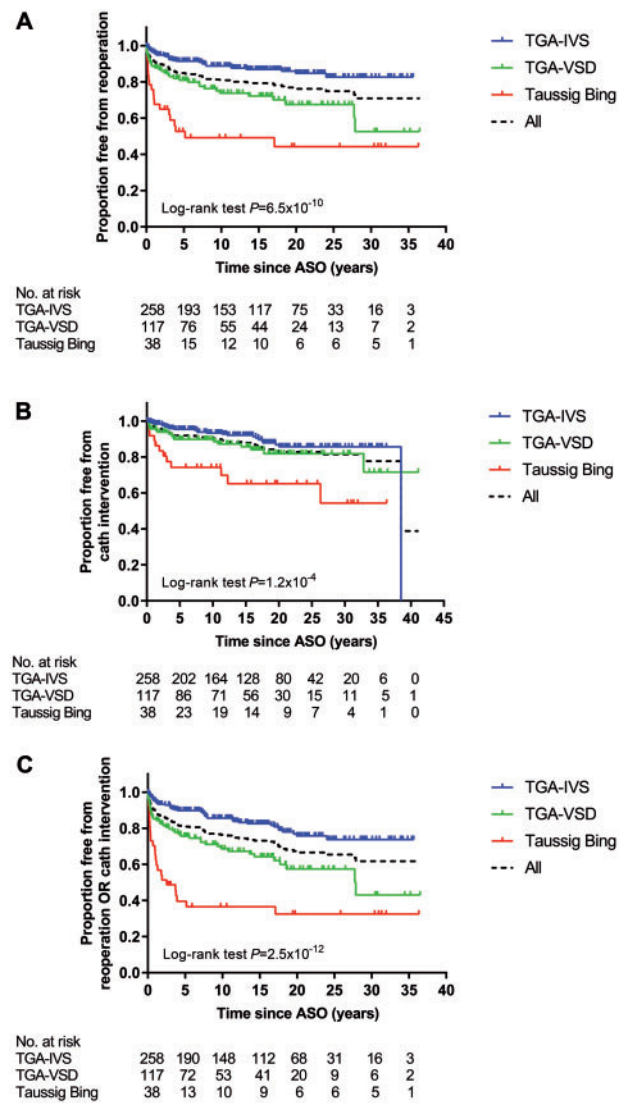 A
Proportion free from reoperation
1.0
0.8
0.6
0.4
0.2
0.0
Log-rank test P=6.5x10-10
0 5 10 15 20 25 30 35 40
Time since ASO (years)
TGA-IVS
TGA-VSD
Taussig Bing
All
No. at risk
TGA-IVS 258 193 153 117 75 33 16 3
TGA-VSD 117 76 55 44 24 13 7 2
Taussig Bing 38 15 12 10 6 6 5 1
B
Proportion free from
cath intervention
1.0
0.8
0.6
0.4
0.2
0.0
Log-rank test P=1.2x10-4
0 5 10 15 20 25 30 35 40 45
Time since ASO (years)
TGA-IVS
TGA-VSD
Taussig Bing
All
No. at risk
TGA-IVS 258 202 164 128 80 42 20 6 0
TGA-VSD 117 86 71 56 30 15 11 5 1
Taussig Bing 38 23 19 14 9 7 4 1 0
C
Proportion free from
reoperation OR cath intervention
1.0
0.8
0.6
0.4
0.2
0.0
Log-rank test P=2.5x10-12
0 5 10 15 20 25 30 35 40
Time since ASO (years)
TGA-IVS
TGA-VSD
Taussig Bing
All
No. at risk
TGA-IVS 258 190 148 112 68 31 16 3
TGA-VSD 117 72 53 41 20 9 6 2
Taussig Bing 38 13 10 9 6 6 5 1